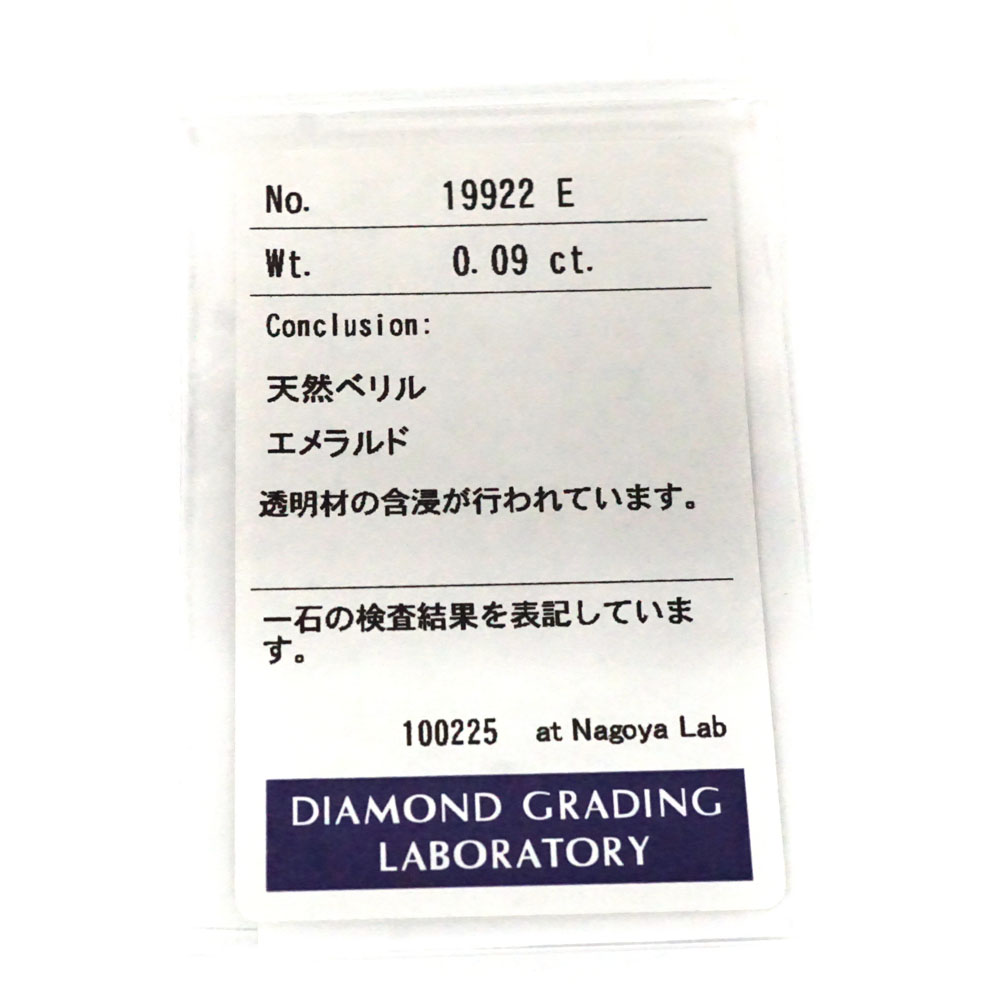 No. 19922 E
Wt. 0.09 ct.
Conclusion:
天然ベリル
エメラルド
透明材の含浸が行われています。
一石の検査結果を表記していま
す。
100225 at Nagoya Lab
DIAMOND GRADING
LABORATORY